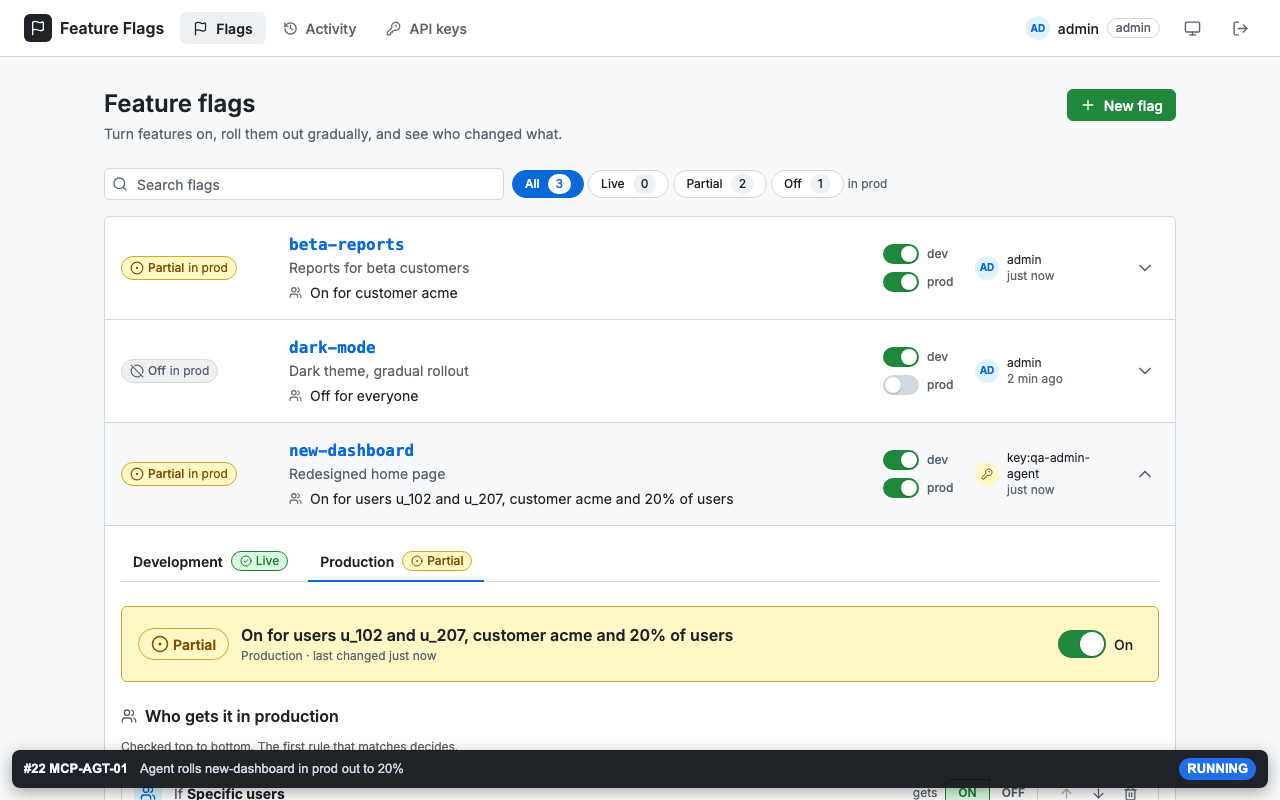 Feature Flags Flags Activity API keys AD admin admin
Feature flags
New flag
Turn features on, roll them out gradually, and see who changed what.
Search flags All 3 Live 0 Partial 2 Off 1 in prod
beta-reports
Partial in prod Reports for beta customers
On for customer acme
dev
prod
AD admin
just now
dark-mode
Off in prod Dark theme, gradual rollout
Off for everyone
dev
prod
AD admin
2 min ago
new-dashboard
Partial in prod Redesigned home page
On for users u_102 and u_207, customer acme and 20% of users
dev
prod
key:qa-admin-
agent
just now
Development Live Production Partial
Partial On for users u_102 and u_207, customer acme and 20% of users
Production · last changed just now
On
Who gets it in production
Checked top to bottom. The first rule that matches decides.
#22 MCP-AGT-01 Agent rolls new-dashboard in prod out to 20% RUNNING
If Specific users gets ON OFF